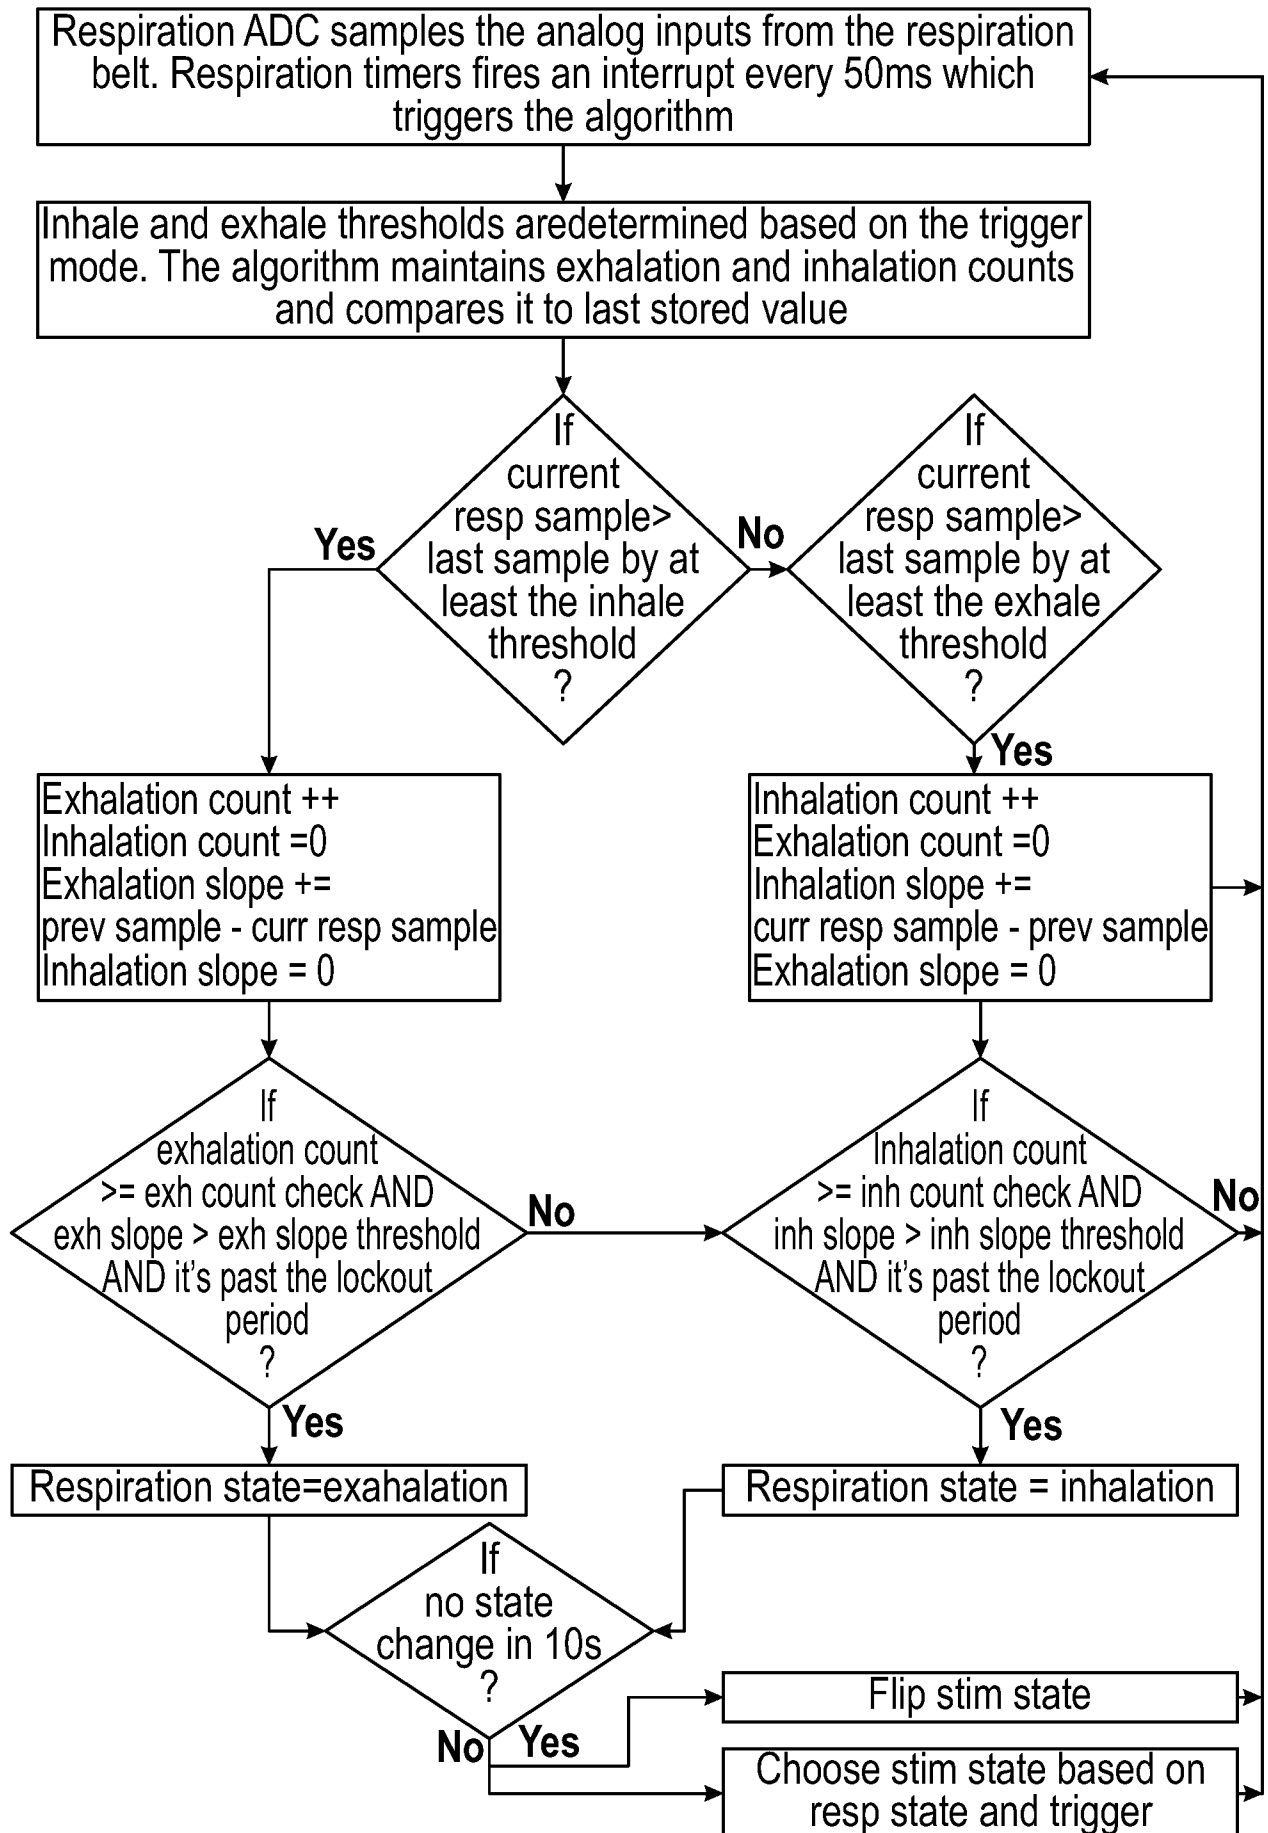 Respiration ADC samples the analog inputs from the respiration
belt. Respiration timers fires an interrupt every 50ms which
triggers the algorithm
Inhale and exhale thresholds aredetermined based on the trigger
mode. The algorithm maintains exhalation and inhalation counts
and compares it to last stored value
If
current
resp sample>
last sample by at
least the inhale
threshold
?
Yes
No
If
current
resp sample>
last sample by at
least the exhale
threshold
?
Yes
Exhalation count ++
Inhalation count =0
Exhalation slope +=
prev sample - curr resp sample
Inhalation slope = 0
Inhalation count ++
Exhalation count =0
Inhalation slope +=
curr resp sample - prev sample
Exhalation slope = 0
If
exhalation count
>= exh count check AND
exh slope > exh slope threshold
AND it's past the lockout
period
?
No
Yes
If
Inhalation count
>= inh count check AND
inh slope > inh slope threshold
AND it's past the lockout
period
?
No
Yes
Respiration state=exahalation
Respiration state = inhalation
If
no state
change in 10s
?
No
Yes
Flip stim state
Choose stim state based on
resp state and trigger